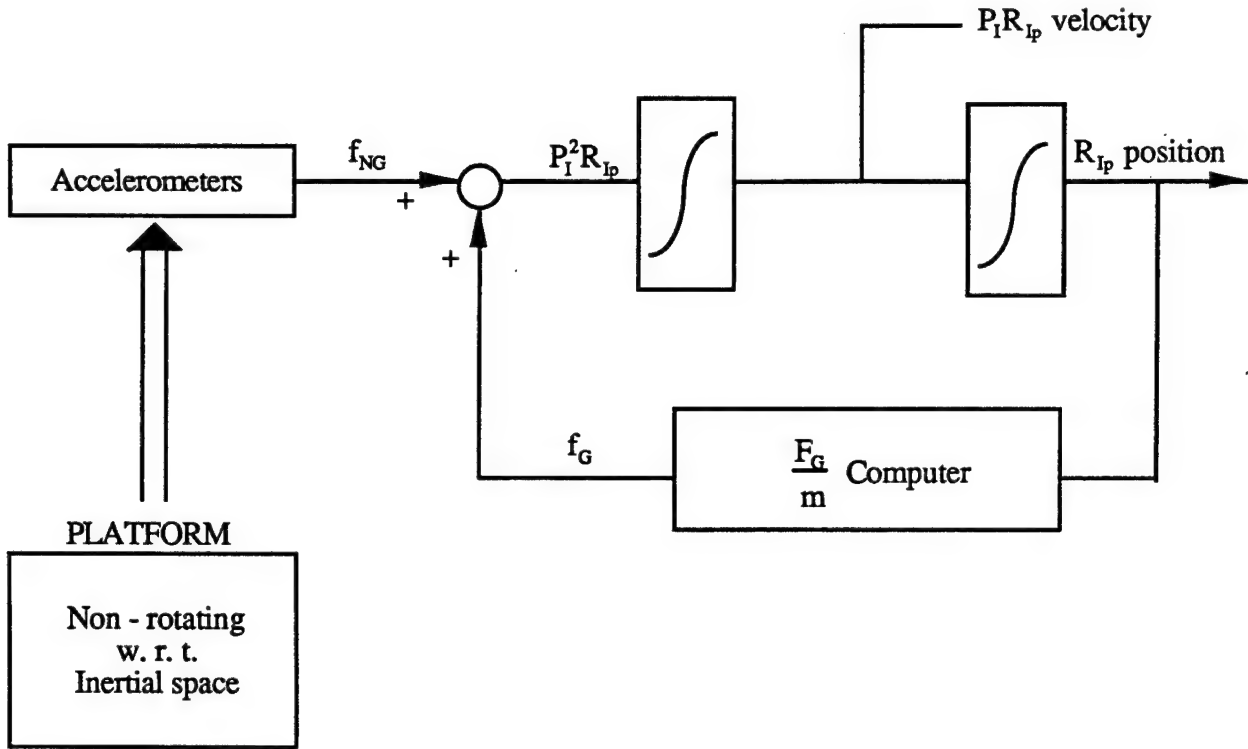 P_I R_Ip velocity
Accelerometers
f_NG
+
P_I^2 R_Ip
R_Ip position
+
f_G
F_G
m
Computer
PLATFORM
Non - rotating
w. r. t.
Inertial space